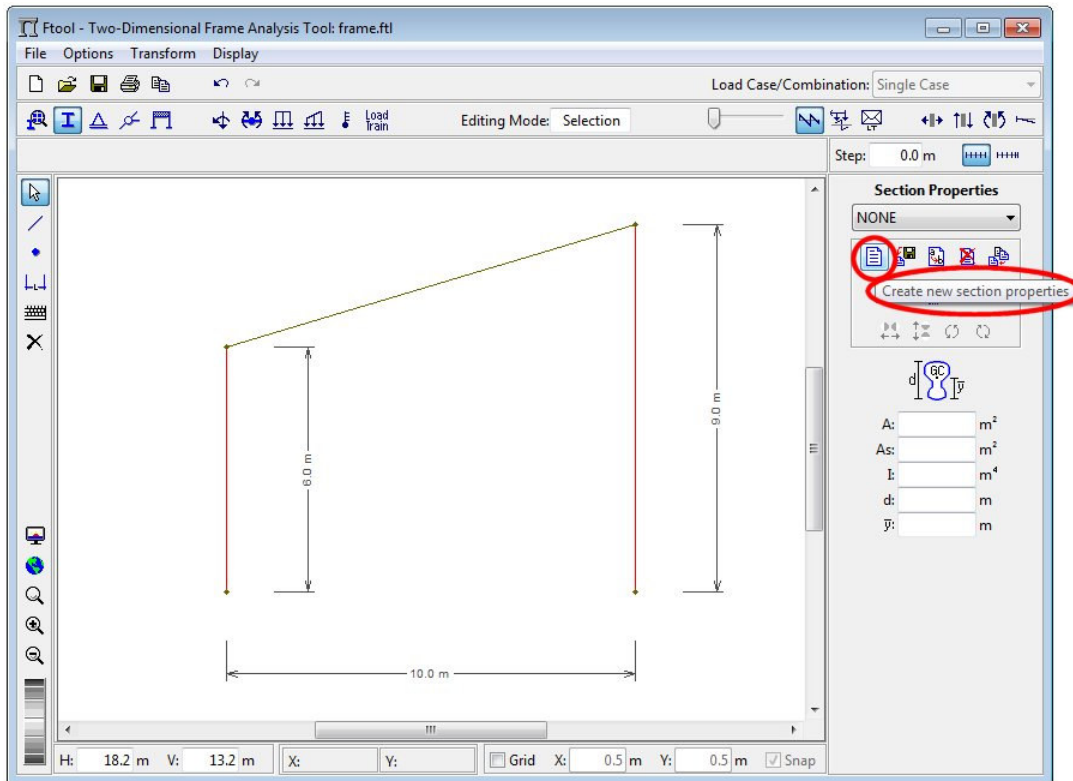 Ftool - Two-Dimensional Frame Analysis Tool: frame.ftl
File Options Transform Display
Load Case/Combination: Single Case
Load Train
Editing Mode: Selection
LT
Step: 0.0 m
Section Properties
NONE
Create new section properties
L
GC
d
y̅
A: m²
As: m²
I: m⁴
d: m
y̅: m
6.0 m
9.0 m
10.0 m
H: 18.2 m V: 13.2 m X: Y: Grid X: 0.5 m Y: 0.5 m Snap